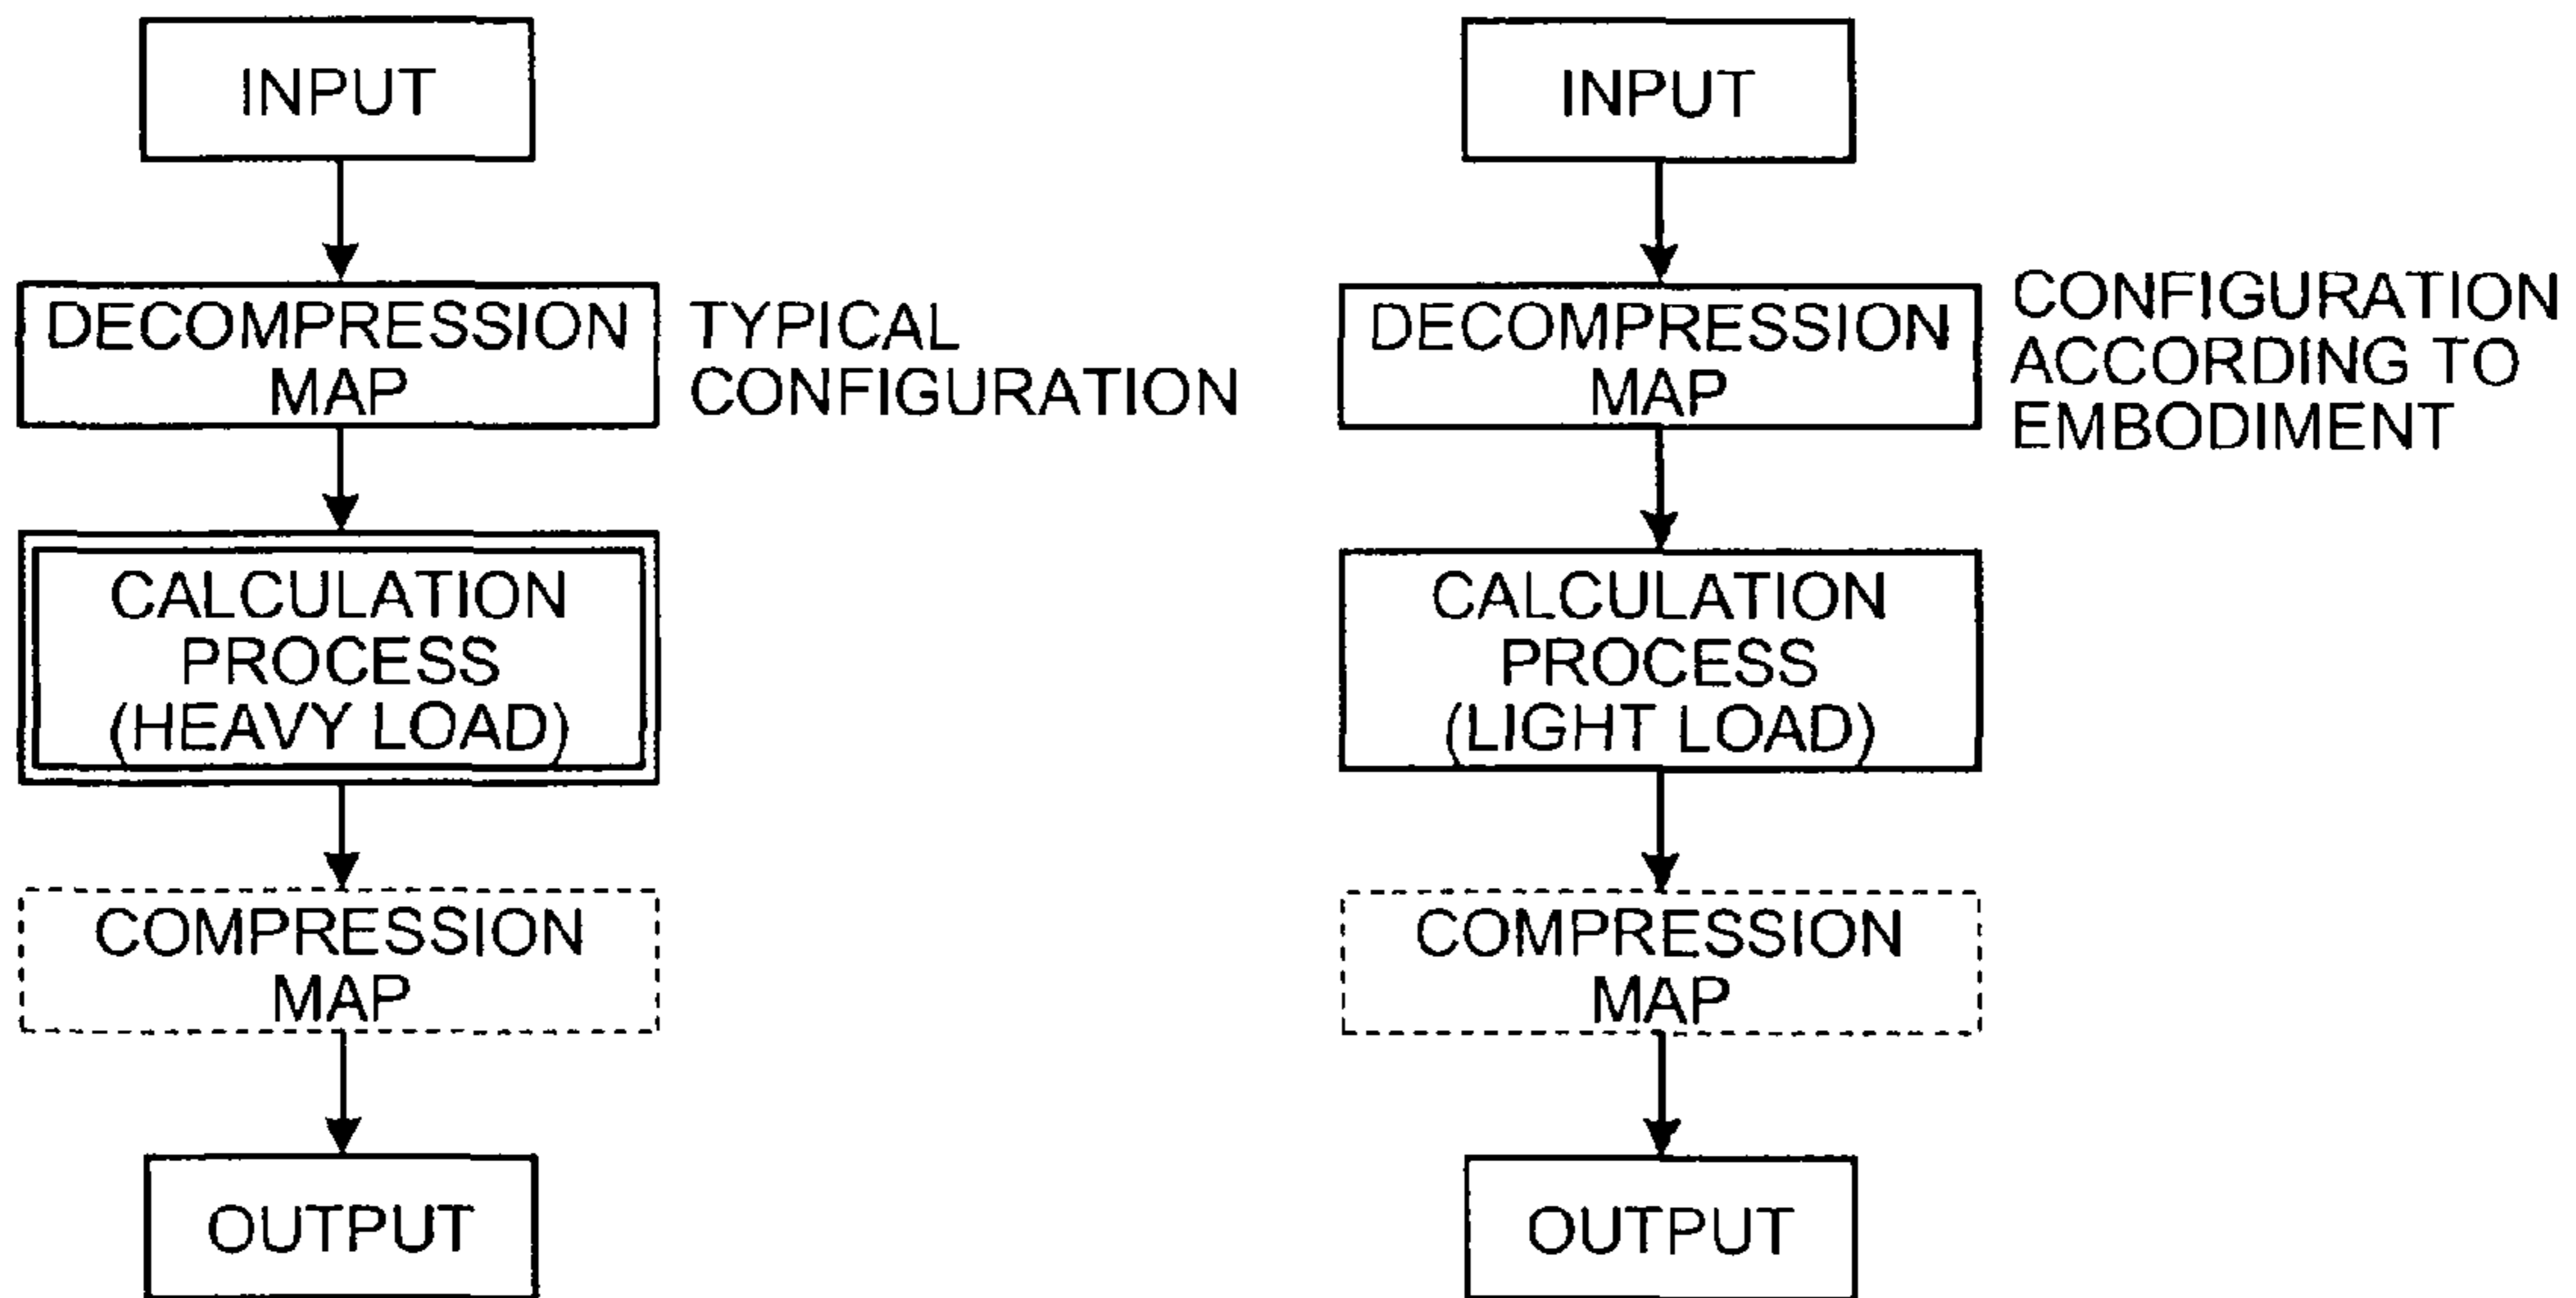 INPUT
DECOMPRESSION
MAP
TYPICAL
CONFIGURATION
CALCULATION
PROCESS
(HEAVY LOAD)
COMPRESSION
MAP
OUTPUT
INPUT
DECOMPRESSION
MAP
CONFIGURATION
ACCORDING TO
EMBODIMENT
CALCULATION
PROCESS
(LIGHT LOAD)
COMPRESSION
MAP
OUTPUT